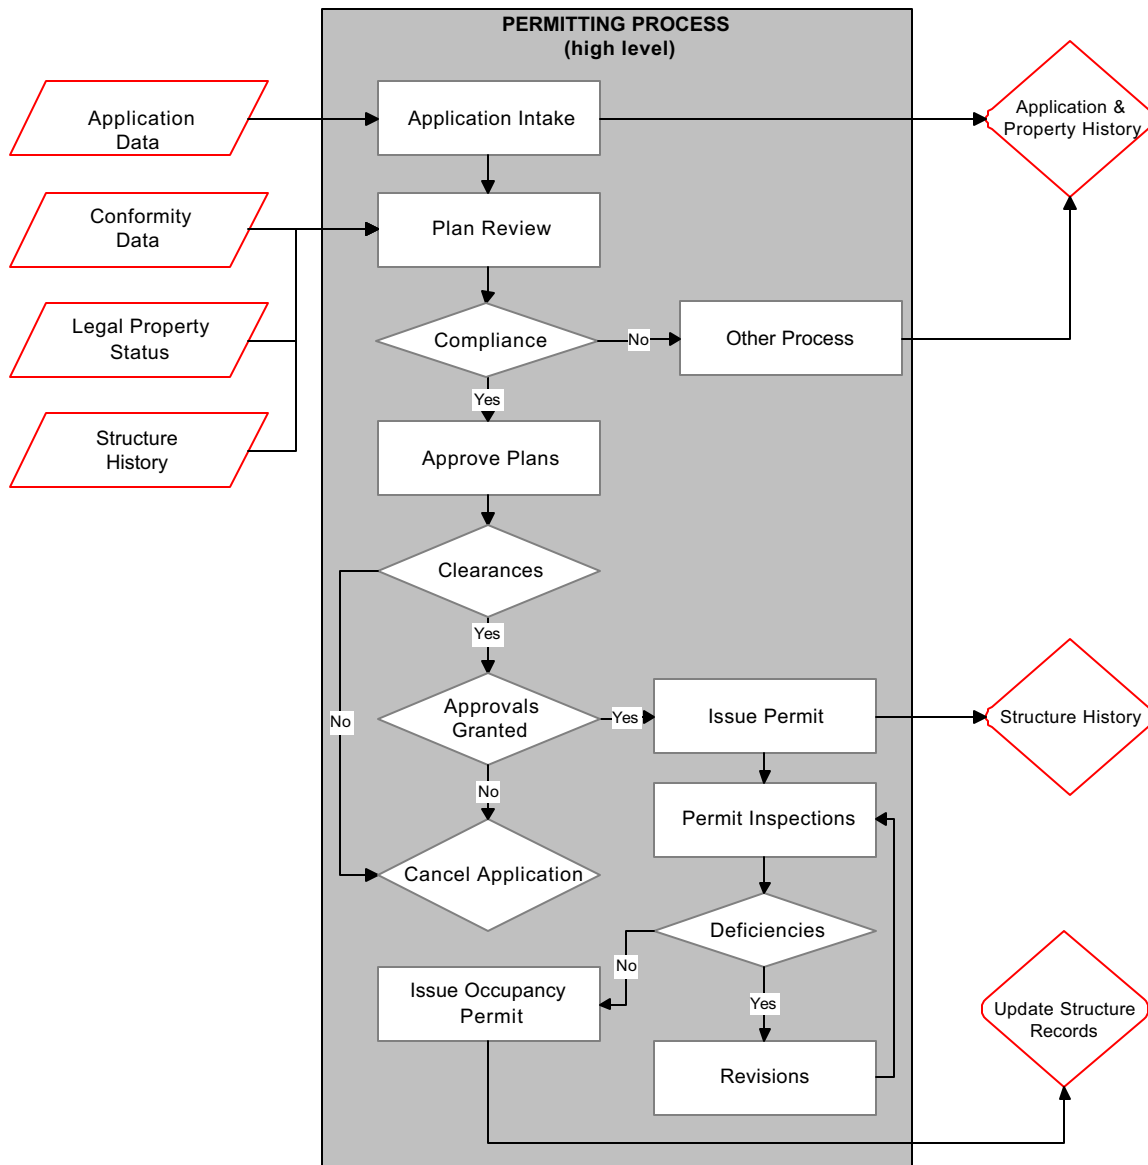 PERMITTING PROCESS
(high level)
Application
Data
Application Intake
Application &
Property History
Conformity
Data
Plan Review
Legal Property
Status
Compliance
No
Other Process
Yes
Structure
History
Approve Plans
Clearances
Yes
No
Approvals
Granted
Yes
Issue Permit
Structure History
No
Permit Inspections
Cancel Application
Deficiencies
No
Yes
Issue Occupancy
Permit
Update Structure
Records
Revisions